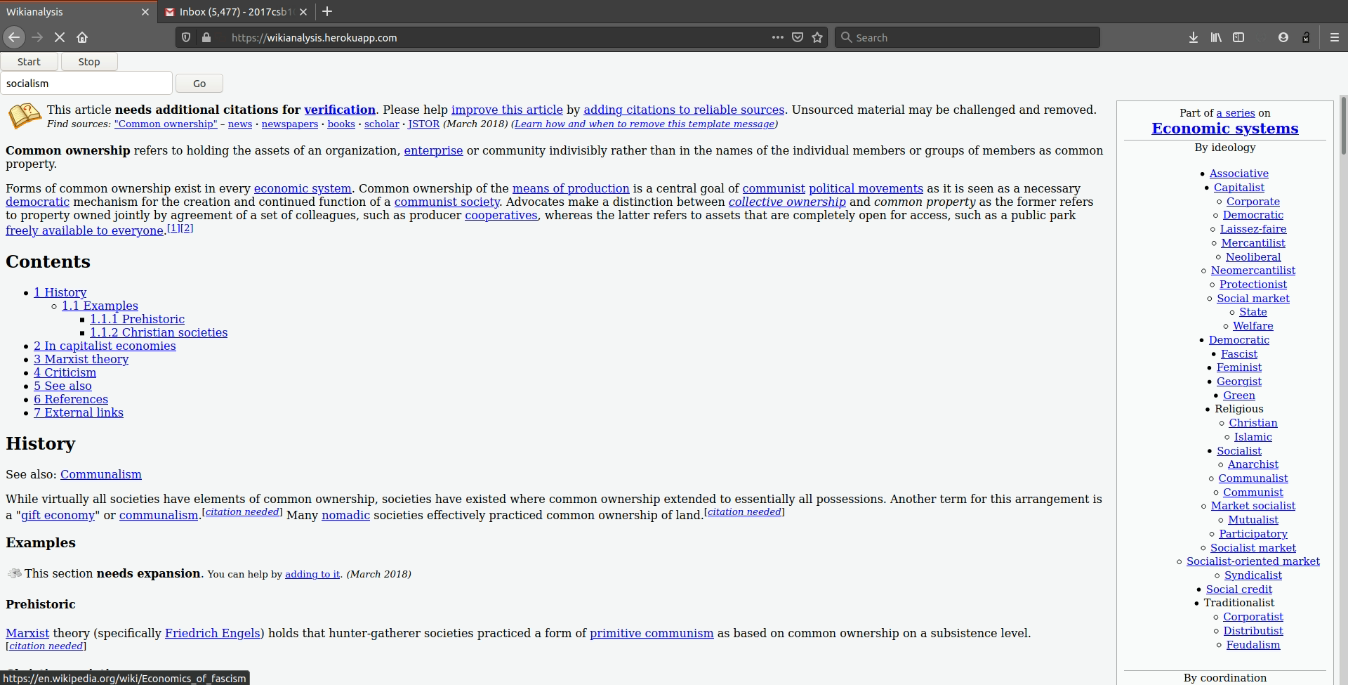 Wikianalysis
Inbox (5,477) - 2017csb1
https://wikianalysis.herokuapp.com
Search
Start Stop
socialism
Go
This article needs additional citations for verification. Please help improve this article by adding citations to reliable sources. Unsourced material may be challenged and removed.
Find sources: "Common ownership" – news · newspapers · books · scholar · JSTOR (March 2018) (Learn how and when to remove this template message)
Common ownership refers to holding the assets of an organization, enterprise or community indivisibly rather than in the names of the individual members or groups of members as common
property.
Forms of common ownership exist in every economic system. Common ownership of the means of production is a central goal of communist political movements as it is seen as a necessary
democratic mechanism for the creation and continued function of a communist society. Advocates make a distinction between collective ownership and common property as the former refers
to property owned jointly by agreement of a set of colleagues, such as producer cooperatives, whereas the latter refers to assets that are completely open for access, such as a public park
freely available to everyone.[1][2]
Contents
1 History
1.1 Examples
1.1.1 Prehistoric
1.1.2 Christian societies
2 In capitalist economies
3 Marxist theory
4 Criticism
5 See also
6 References
7 External links
History
See also: Communalism
While virtually all societies have elements of common ownership, societies have existed where common ownership extended to essentially all possessions. Another term for this arrangement is
a "gift economy" or communalism.[citation needed] Many nomadic societies effectively practiced common ownership of land.[citation needed]
Examples
This section needs expansion. You can help by adding to it. (March 2018)
Prehistoric
Marxist theory (specifically Friedrich Engels) holds that hunter-gatherer societies practiced a form of primitive communism as based on common ownership on a subsistence level.
[citation needed]
https://en.wikipedia.org/wiki/Economics_of_fascism
Part of a series on
Economic systems
By ideology
Associative
Capitalist
Corporate
Democratic
Laissez-faire
Mercantilist
Neoliberal
Neomercantilist
Protectionist
Social market
State
Welfare
Democratic
Fascist
Feminist
Georgist
Green
Religious
Christian
Islamic
Socialist
Anarchist
Communalist
Communist
Market socialist
Mutualist
Participatory
Socialist market
Socialist-oriented market
Syndicalist
Social credit
Traditionalist
Corporatist
Distributist
Feudalism
By coordination